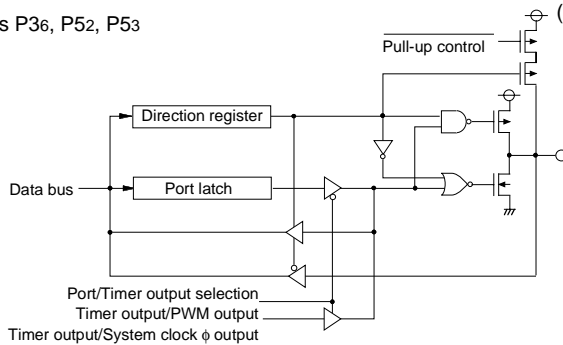 s P36, P52, P53
(
Pull-up control
Direction register
Data bus
Port latch
Port/Timer output selection
Timer output/PWM output
Timer output/System clock ϕ output